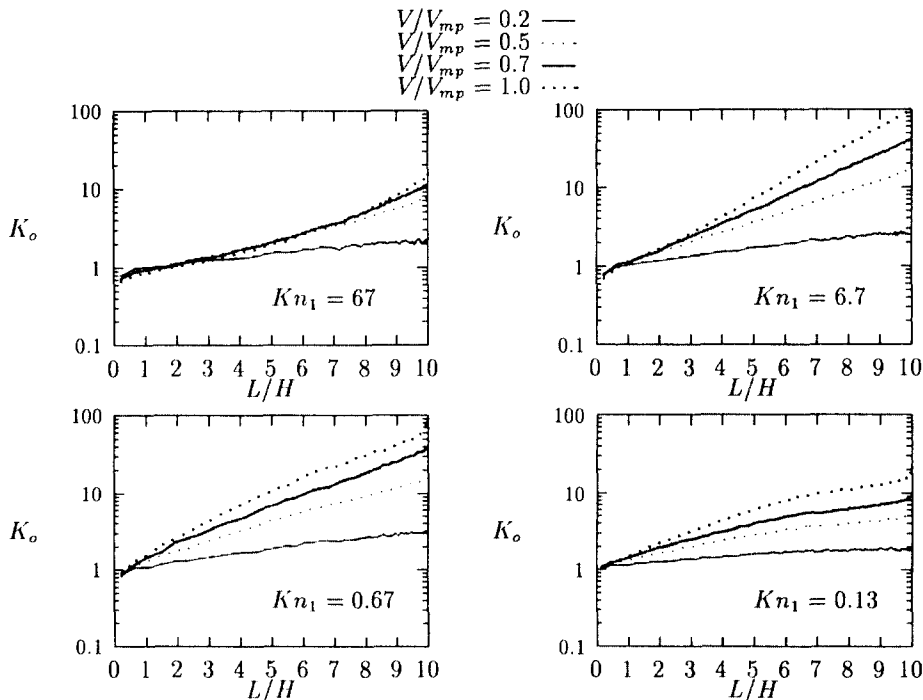 V/V_mp = 0.2
V/V_mp = 0.5
V/V_mp = 0.7
V/V_mp = 1.0
100
10
1
0.1
K_o
Kn_1 = 67
0 1 2 3 4 5 6 7 8 9 10
L/H
100
10
1
0.1
K_o
Kn_1 = 6.7
0 1 2 3 4 5 6 7 8 9 10
L/H
100
10
1
0.1
K_o
Kn_1 = 0.67
0 1 2 3 4 5 6 7 8 9 10
L/H
100
10
1
0.1
K_o
Kn_1 = 0.13
0 1 2 3 4 5 6 7 8 9 10
L/H